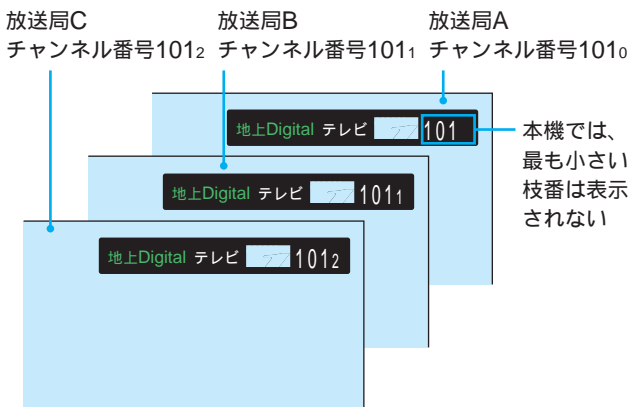 放送局C
チャンネル番号101₂
放送局B
チャンネル番号101₁
放送局A
チャンネル番号101₀
地上Digital テレビ 101
本機では、
最も小さい
枝番は表示
されない
地上Digital テレビ 101₁
地上Digital テレビ 101₂